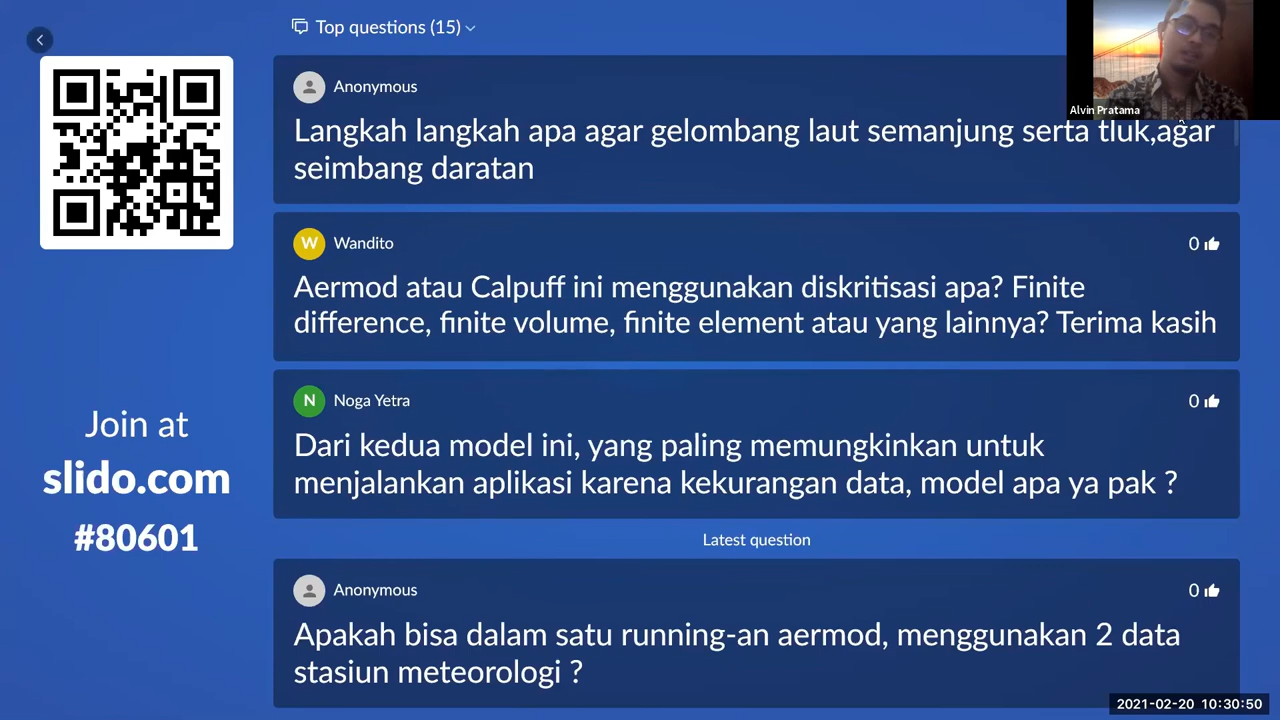 Top questions (15)
Alvin Pratama
Anonymous
Langkah langkah apa agar gelombang laut semanjung serta tluk,agar
seimbang daratan
W Wandito
0
Aermod atau Calpuff ini menggunakan diskritisasi apa? Finite
difference, finite volume, finite element atau yang lainnya? Terima kasih
N Noga Yetra
0
Dari kedua model ini, yang paling memungkinkan untuk
menjalankan aplikasi karena kekurangan data, model apa ya pak ?
Join at
slido.com
#80601
Latest question
Anonymous
0
Apakah bisa dalam satu running-an aermod, menggunakan 2 data
stasiun meteorologi ?
2021-02-20 10:30:50